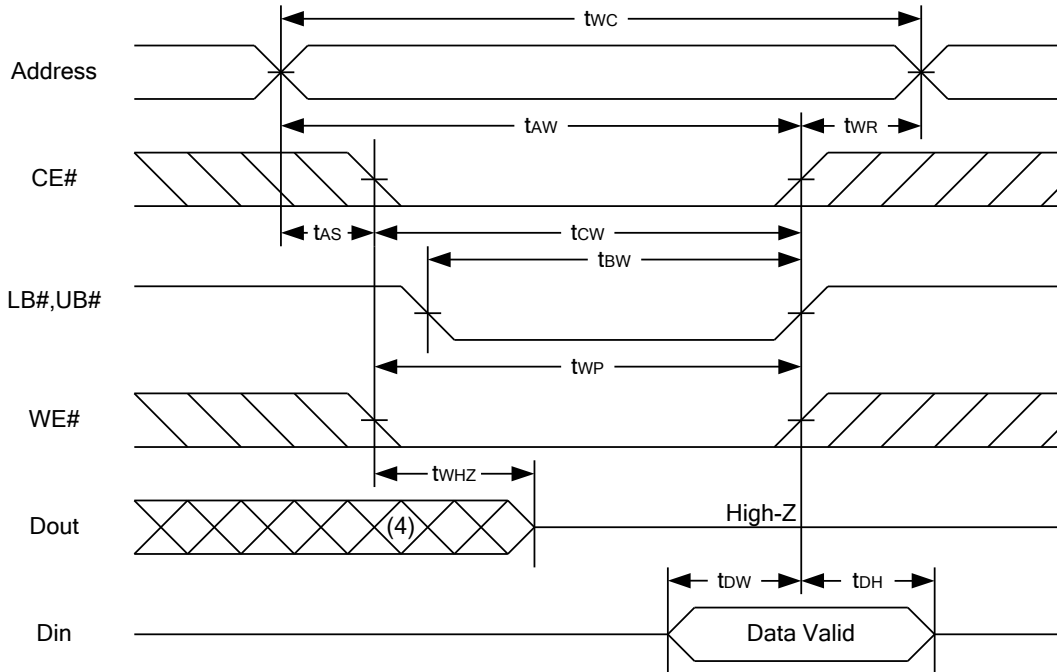 tWC
Address
tAW
tWR
CE#
tAS
tCW
tBW
LB#,UB#
tWP
WE#
tWHZ
Dout
(4)
High-Z
tDW
tDH
Din
Data Valid